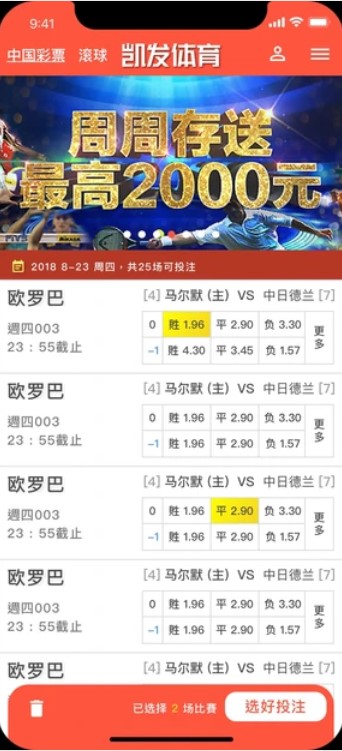 9:41
中国彩票 滚球 凯发体育
周周存送
最高2000元
2018 8-23 周四，共25场可投注
欧罗巴 [4] 马尔默 (主) VS 中日德兰 [7]
週四003
23：55截止
0 胜 1.96 平 2.90 负 3.30 更多
-1 胜 4.30 平 3.45 负 1.57
欧罗巴 [4] 马尔默 (主) VS 中日德兰 [7]
週四003
23：55截止
0 胜 1.96 平 2.90 负 3.30 更多
-1 胜 1.96 平 2.90 负 1.57
欧罗巴 [4] 马尔默 (主) VS 中日德兰 [7]
週四003
23：55截止
0 胜 1.96 平 2.90 负 3.30 更多
-1 胜 1.96 平 2.90 负 1.57
欧罗巴 [4] 马尔默 (主) VS 中日德兰 [7]
週四003
23：55截止
0 胜 1.96 平 2.90 负 3.30 更多
-1 胜 1.96 平 2.90 负 1.57
欧罗巴 [4] 马尔默 (主) VS 中日德兰 [7]
已选择 2 场比赛 选好投注